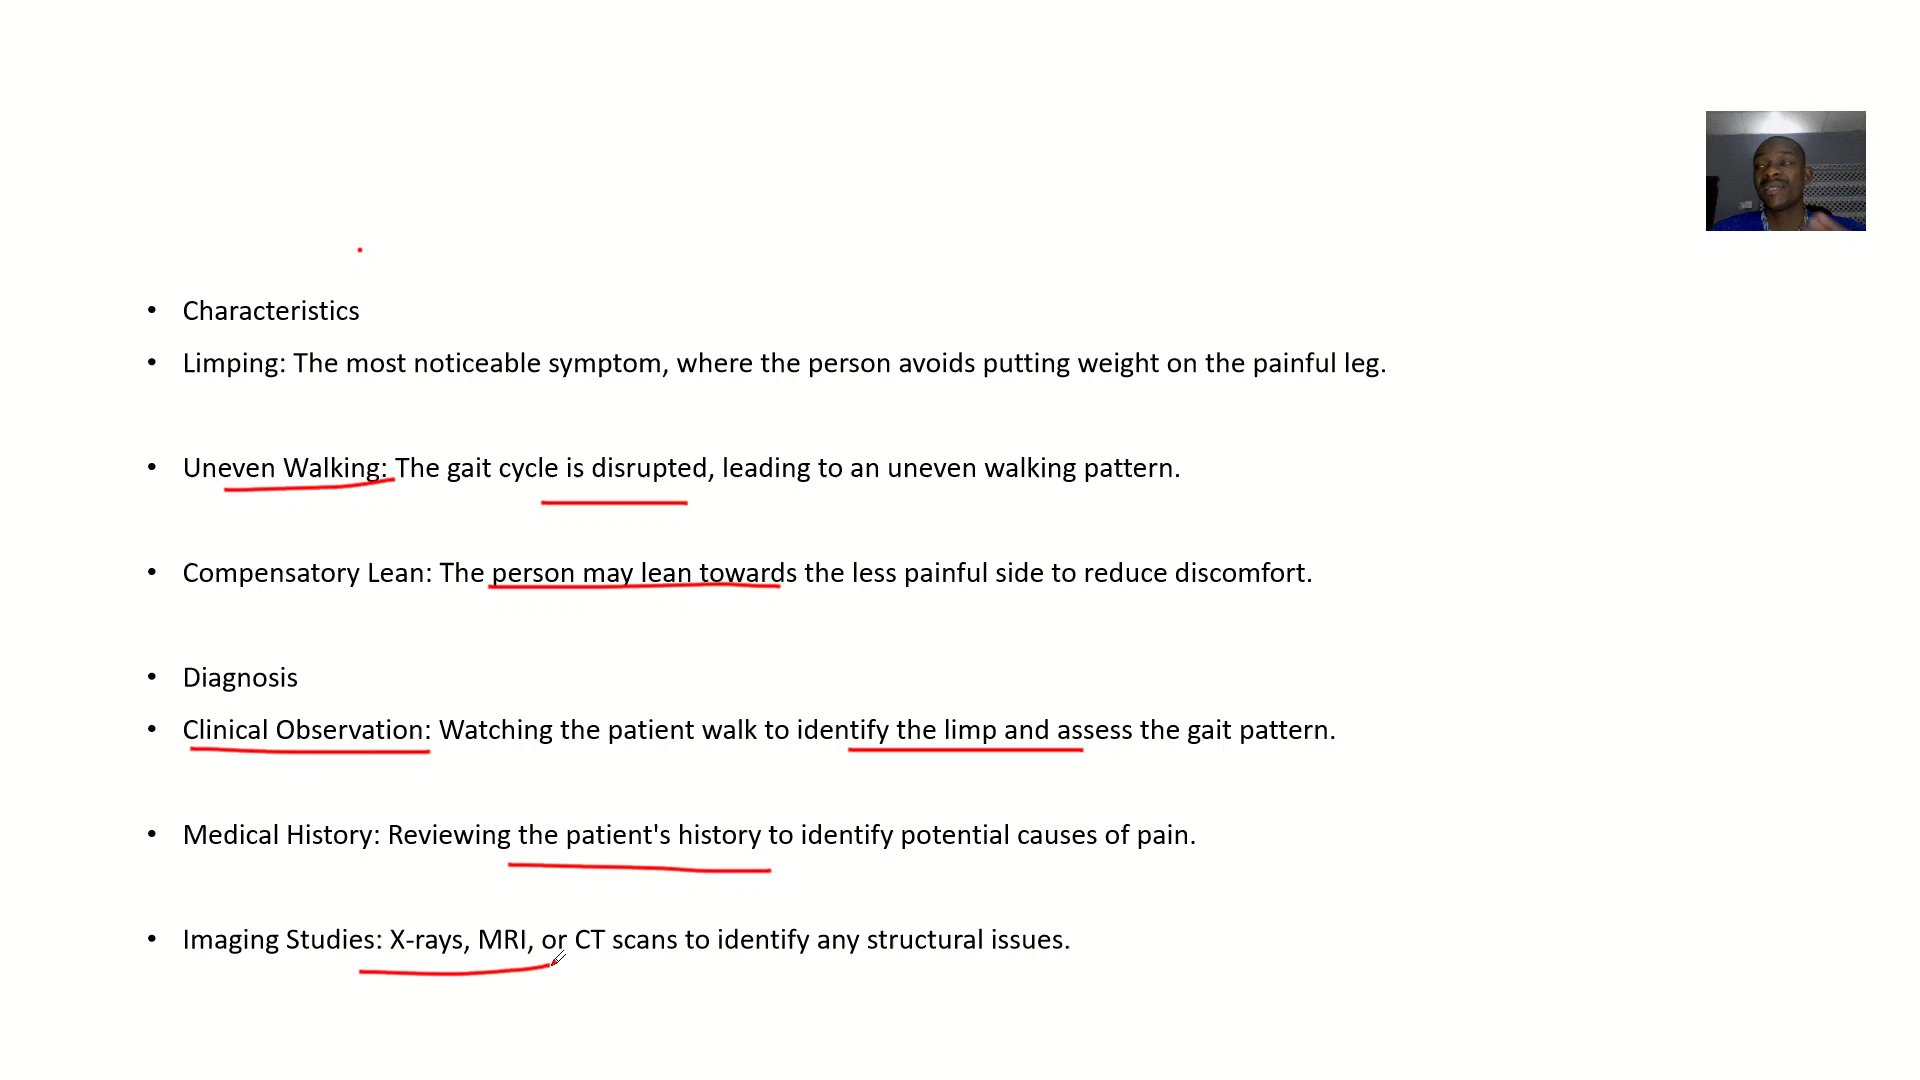 • Characteristics
• Limping: The most noticeable symptom, where the person avoids putting weight on the painful leg.
• Uneven Walking: The gait cycle is disrupted, leading to an uneven walking pattern.
• Compensatory Lean: The person may lean towards the less painful side to reduce discomfort.
• Diagnosis
• Clinical Observation: Watching the patient walk to identify the limp and assess the gait pattern.
• Medical History: Reviewing the patient's history to identify potential causes of pain.
• Imaging Studies: X-rays, MRI, or CT scans to identify any structural issues.